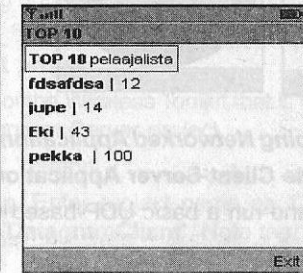 TOP 10
TOP 10 pelaajalista
fdsafdsa | 12
jupe | 14
Eki | 43
pekka | 100
Exit